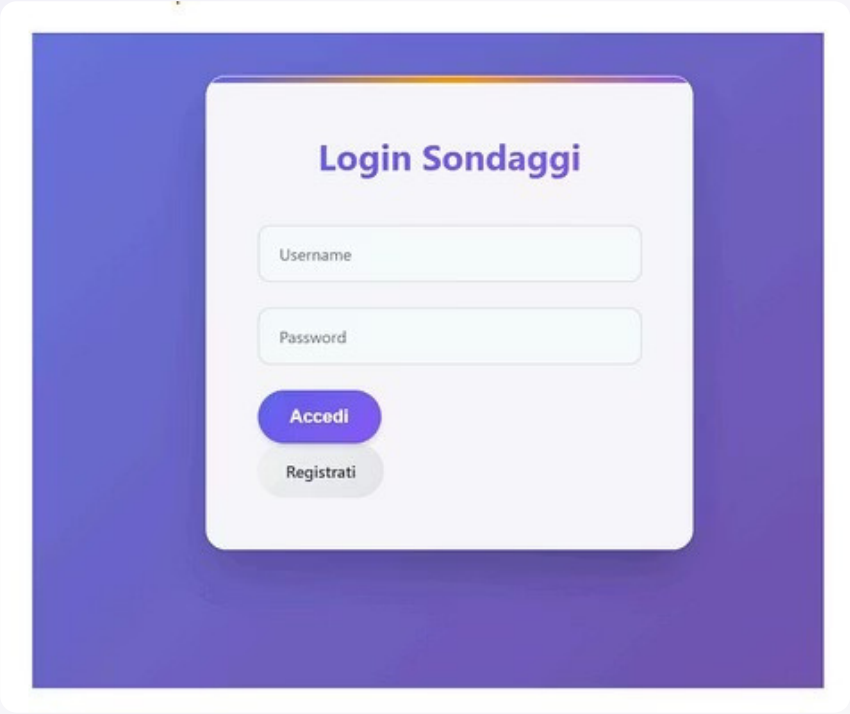 Login Sondaggi
Username
Password
Accedi
Registrati